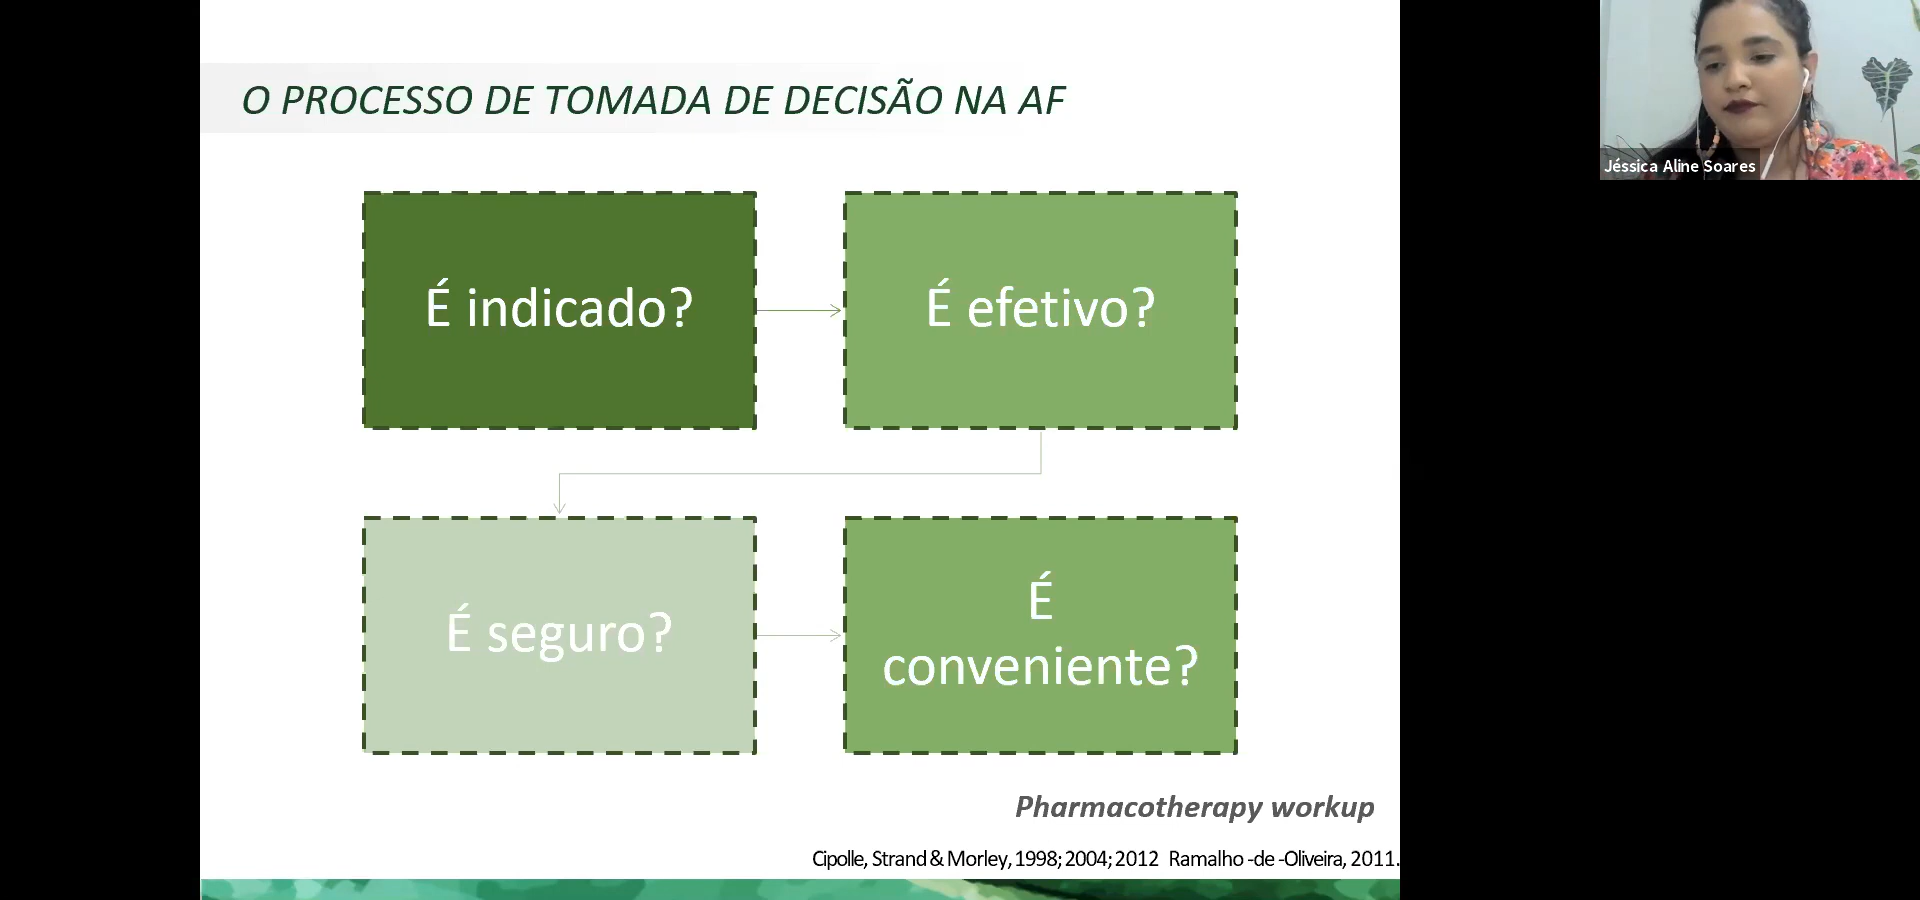 O PROCESSO DE TOMADA DE DECISÃO NA AF
Jéssica Aline Soares
É indicado?
É efetivo?
É seguro?
É
conveniente?
Pharmacotherapy workup
Cipolle, Strand & Morley, 1998; 2004; 2012 Ramalho -de -Oliveira, 2011.